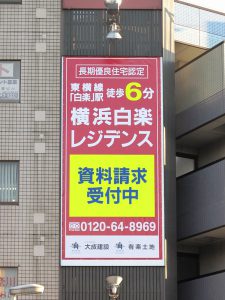 長期優良住宅認定
東横線
「白楽」駅
徒歩6分
横浜白楽
レジデンス
資料請求
受付中
0120-64-8969
大成建設 有楽土地